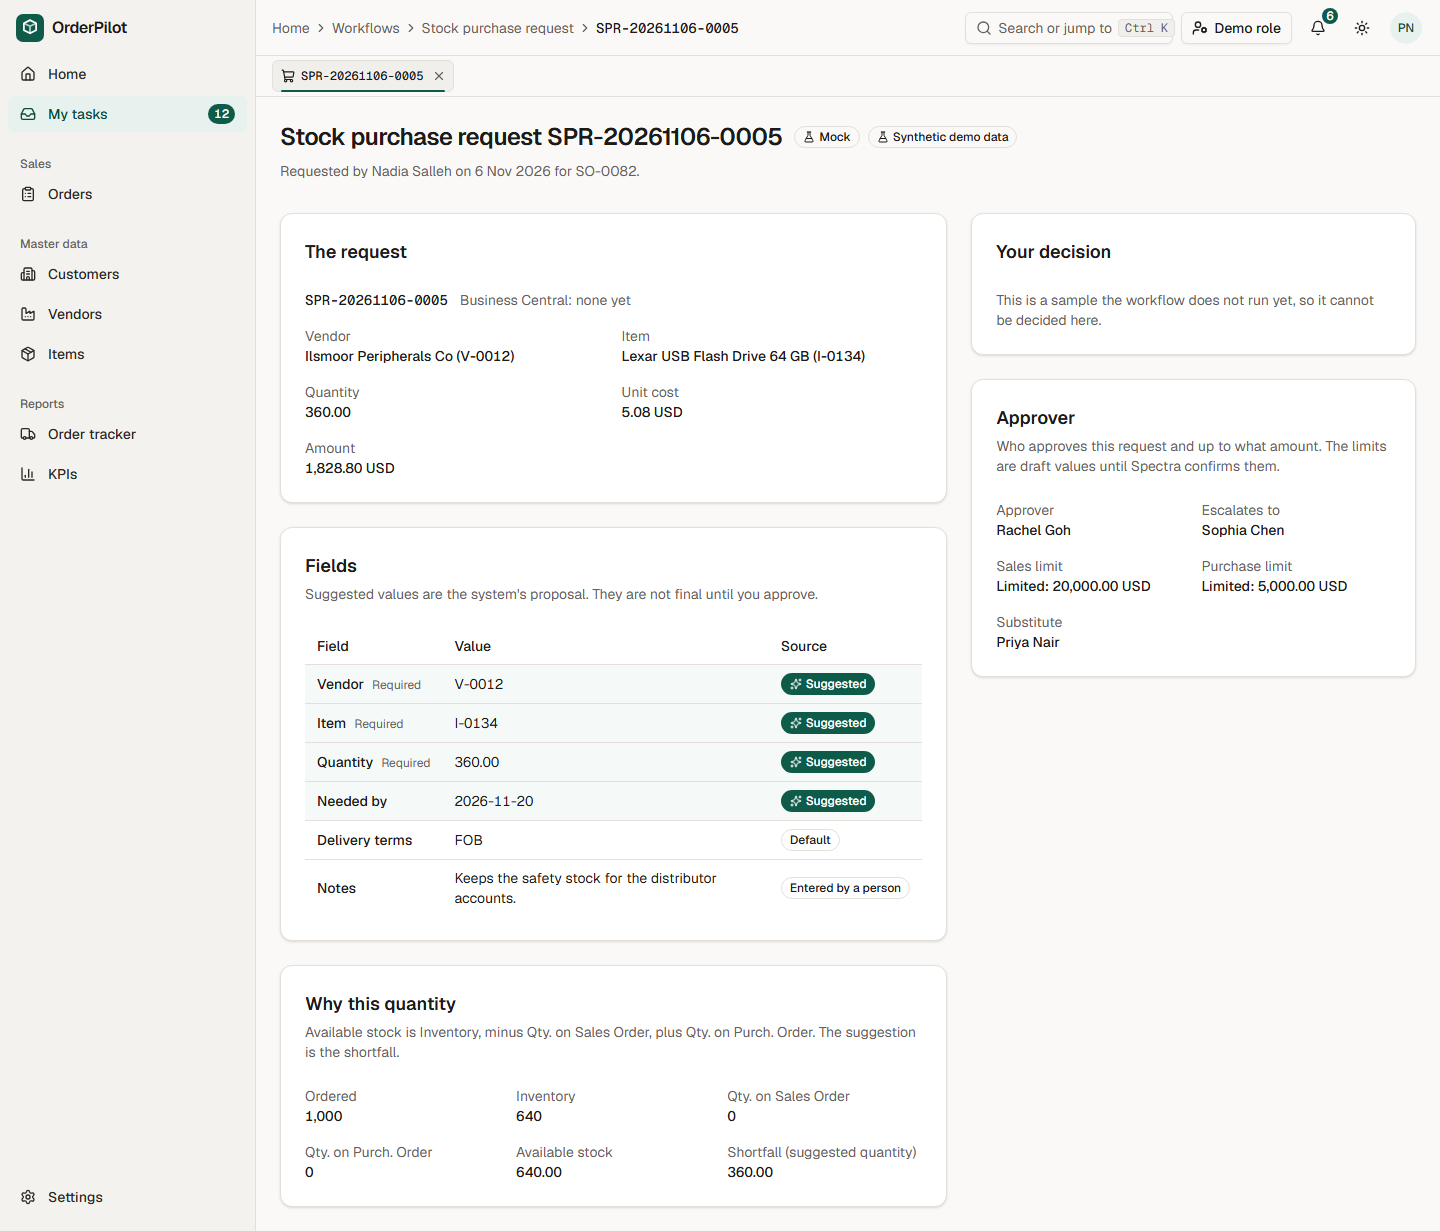 OrderPilot
Home
My tasks
12
Sales
Orders
Master data
Customers
Vendors
Items
Reports
Order tracker
KPIs
Settings
Home > Workflows > Stock purchase request > SPR-20261106-0005
Search or jump to
Ctrl K
Demo role
6
PN
SPR-20261106-0005
Stock purchase request SPR-20261106-0005
Mock
Synthetic demo data
Requested by Nadia Salleh on 6 Nov 2026 for SO-0082.
The request
SPR-20261106-0005 Business Central: none yet
Vendor
Ilsmoor Peripherals Co (V-0012)
Item
Lexar USB Flash Drive 64 GB (I-0134)
Quantity
360.00
Unit cost
5.08 USD
Amount
1,828.80 USD
Fields
Suggested values are the system's proposal. They are not final until you approve.
Field Value Source
Vendor Required V-0012 Suggested
Item Required I-0134 Suggested
Quantity Required 360.00 Suggested
Needed by 2026-11-20 Suggested
Delivery terms FOB Default
Notes
Keeps the safety stock for the distributor
accounts.
Entered by a person
Why this quantity
Available stock is Inventory, minus Qty. on Sales Order, plus Qty. on Purch. Order. The suggestion
is the shortfall.
Ordered
1,000
Inventory
640
Qty. on Sales Order
0
Qty. on Purch. Order
0
Available stock
640.00
Shortfall (suggested quantity)
360.00
Your decision
This is a sample the workflow does not run yet, so it cannot
be decided here.
Approver
Who approves this request and up to what amount. The limits
are draft values until Spectra confirms them.
Approver
Rachel Goh
Escalates to
Sophia Chen
Sales limit
Limited: 20,000.00 USD
Purchase limit
Limited: 5,000.00 USD
Substitute
Priya Nair